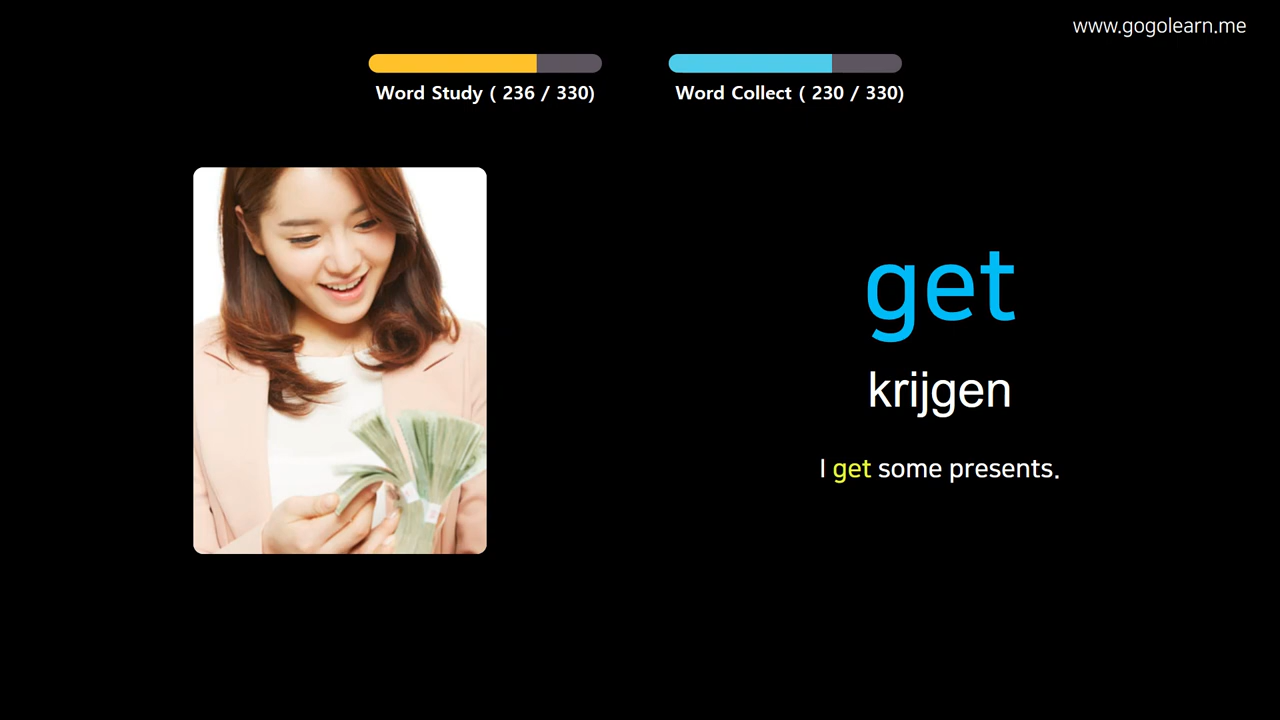 www.gogolearn.me
Word Study ( 236 / 330)
Word Collect ( 230 / 330)
get
krijgen
I get some presents.